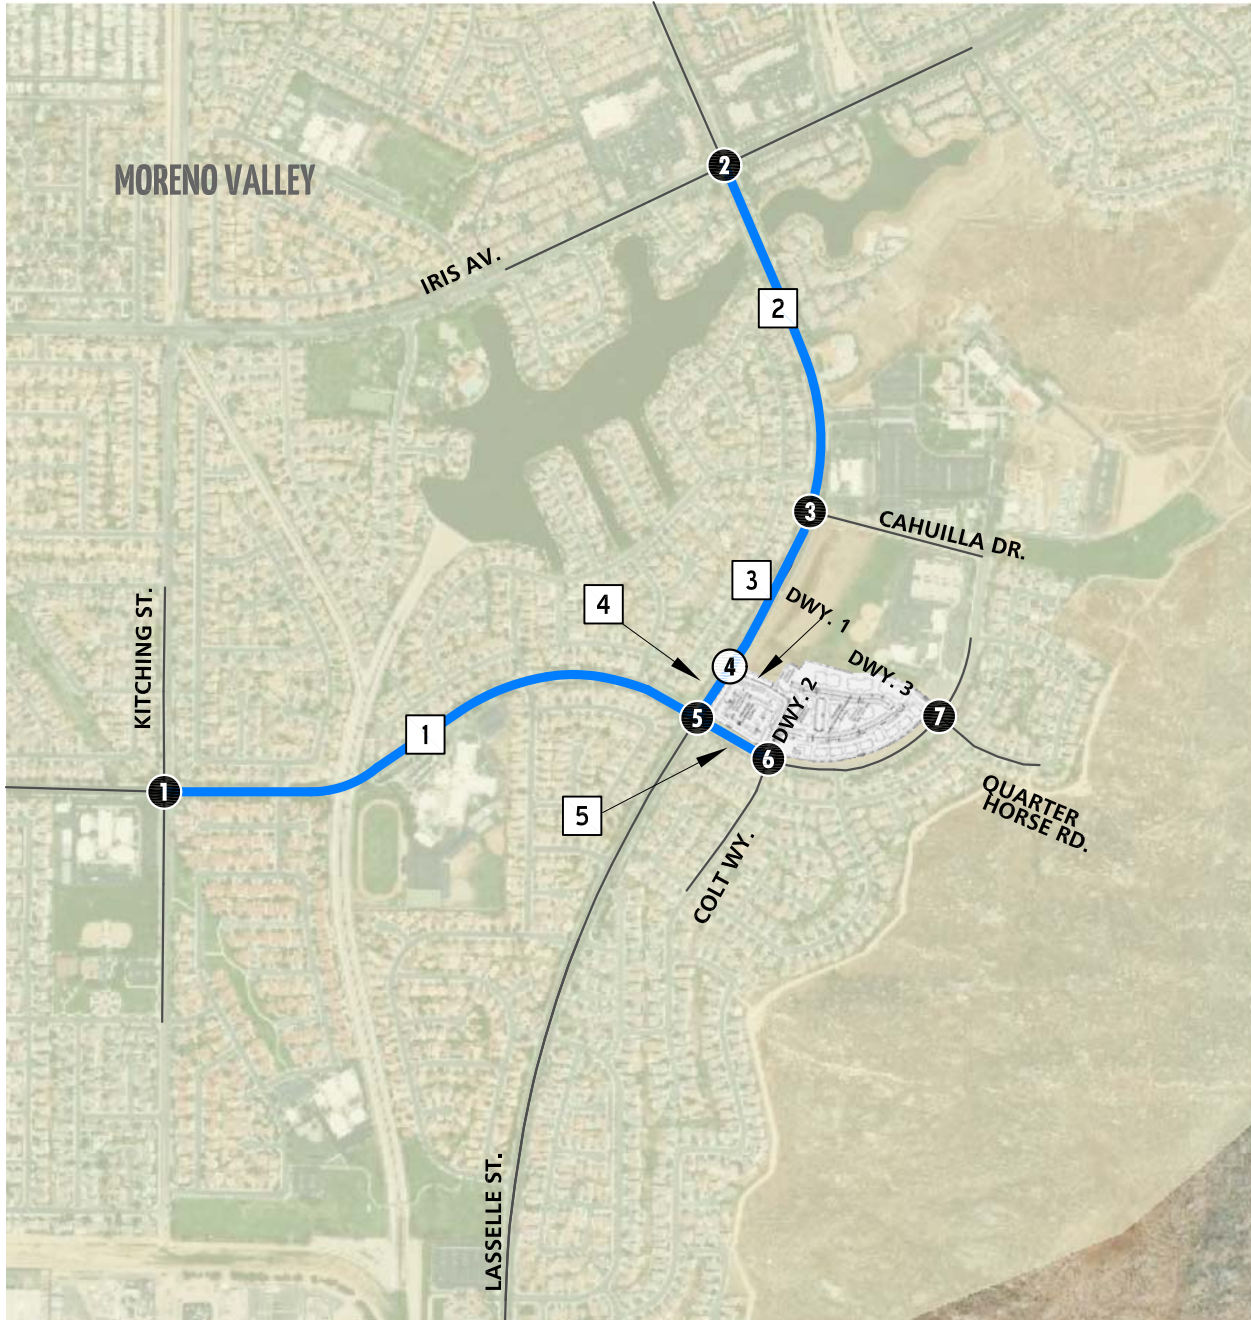 2
MORENO VALLEY
IRIS AV.
2
3
CAHUILLA DR.
3
KITCHING ST.
4
DWY. 1
4
DWY. 3
DWY. 2
5
7
1
6
1
QUARTER
HORSE RD.
5
COLT WY.
LASSELLE ST.